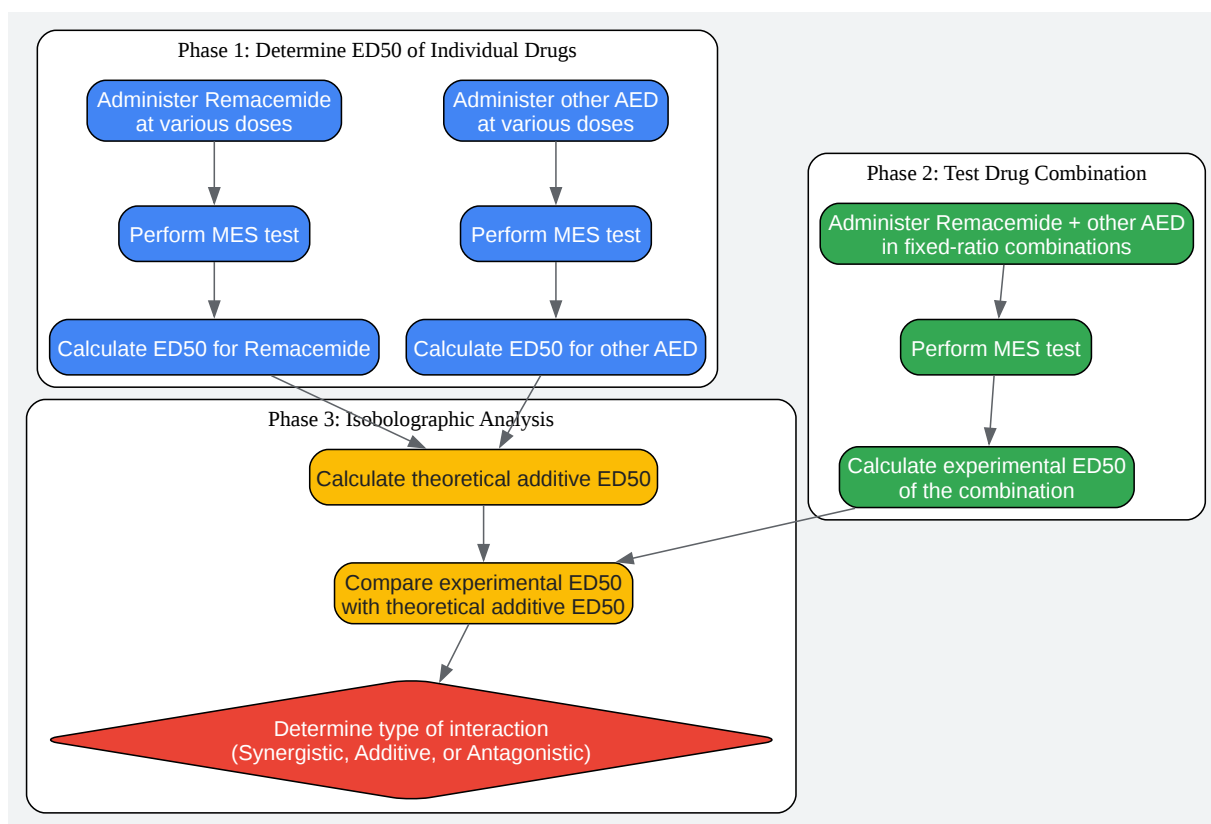 Phase 1: Determine ED50 of Individual Drugs
Administer Remacemide
at various doses
Administer other AED
at various doses
Perform MES test
Perform MES test
Calculate ED50 for Remacemide
Calculate ED50 for other AED
Phase 2: Test Drug Combination
Administer Remacemide + other AED
in fixed-ratio combinations
Perform MES test
Calculate experimental ED50
of the combination
Phase 3: Isobolographic Analysis
Calculate theoretical additive ED50
Compare experimental ED50
with theoretical additive ED50
Determine type of interaction
(Synergistic, Additive, or Antagonistic)